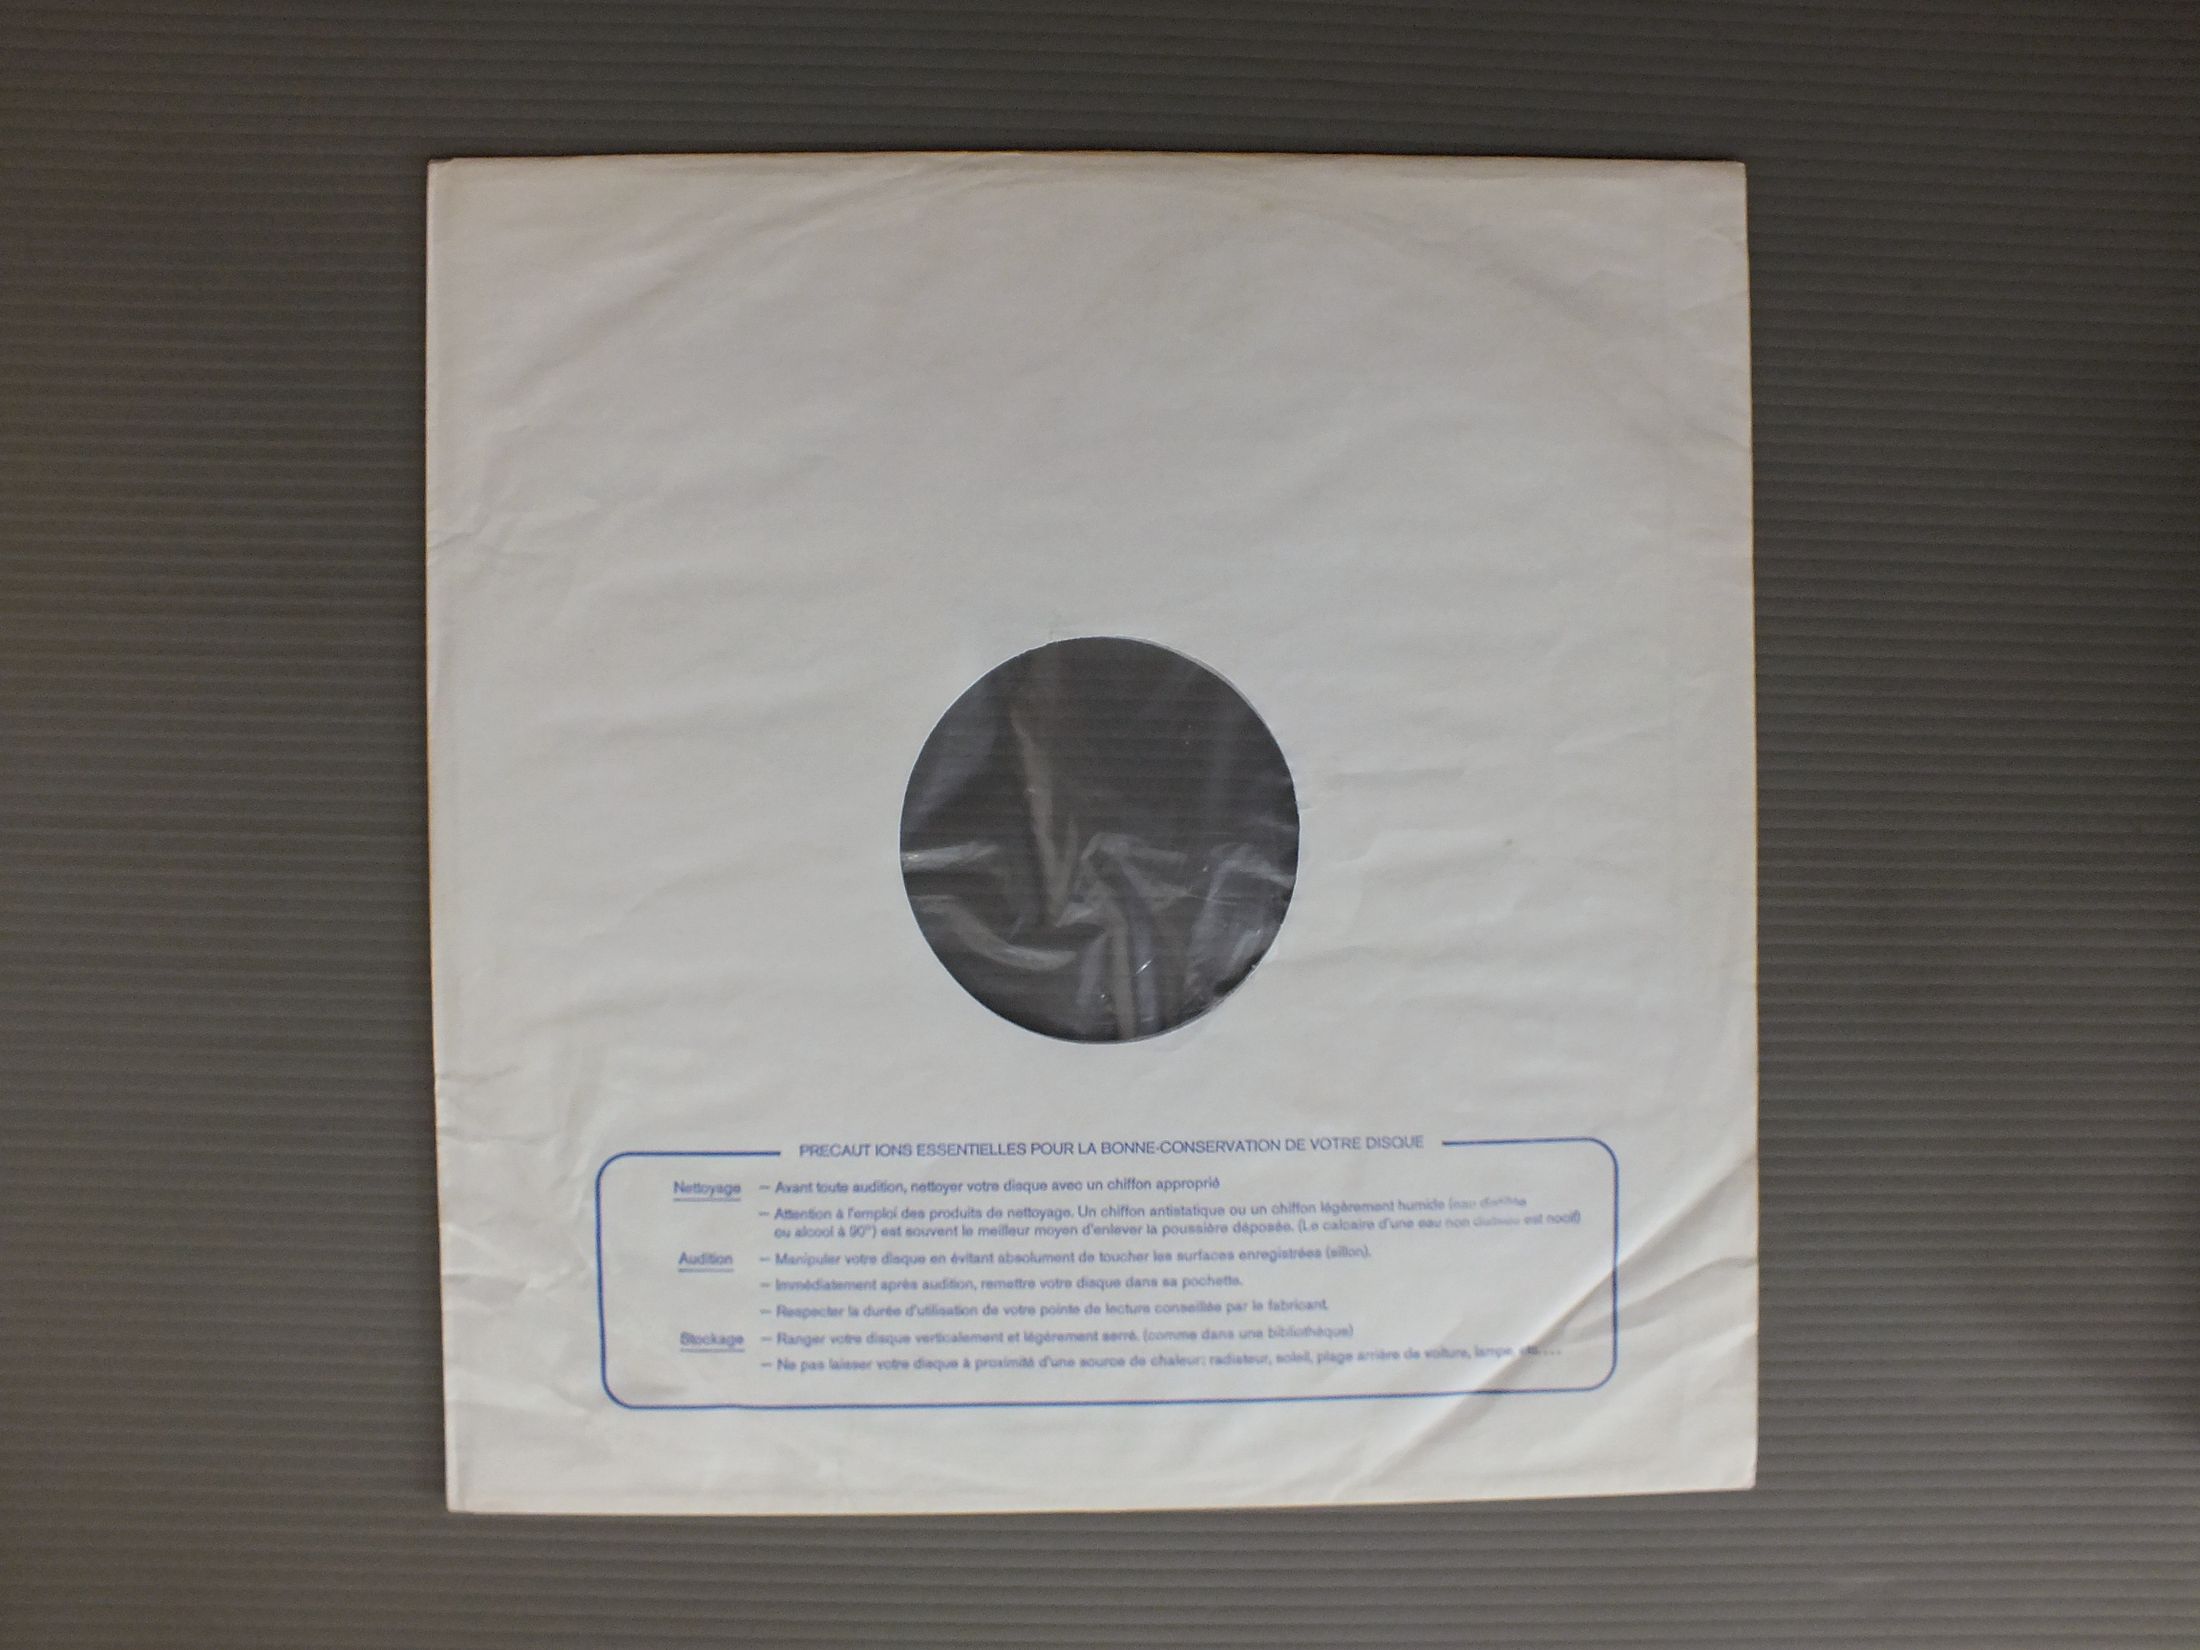 PRECAUT IONS ESSENTIELLES POUR LA BONNE-CONSERVATION DE VOTRE DISQUE
Nettoyage — Avant toute audition, nettoyer votre disque avec un chiffon approprié
— Attention à l'emploi des produits de nettoyage. Un chiffon antistatique ou un chiffon légèrement humide (eau distillée
ou alcool à 90°) est souvent le meilleur moyen d'enlever la poussière déposée. (Le calcaire d'une eau non distillée est nocif)
Audition — Manipuler votre disque en évitant absolument de toucher les surfaces enregistrées (sillon).
— Immédiatement après audition, remettre votre disque dans sa pochette.
— Respecter la durée d'utilisation de votre pointe de lecture conseillée par le fabricant.
Stockage — Ranger votre disque verticalement et légèrement serré. (comme dans une bibliothèque)
— Ne pas laisser votre disque à proximité d'une source de chaleur: radiateur, soleil, plage arrière de voiture, lampe, etc....